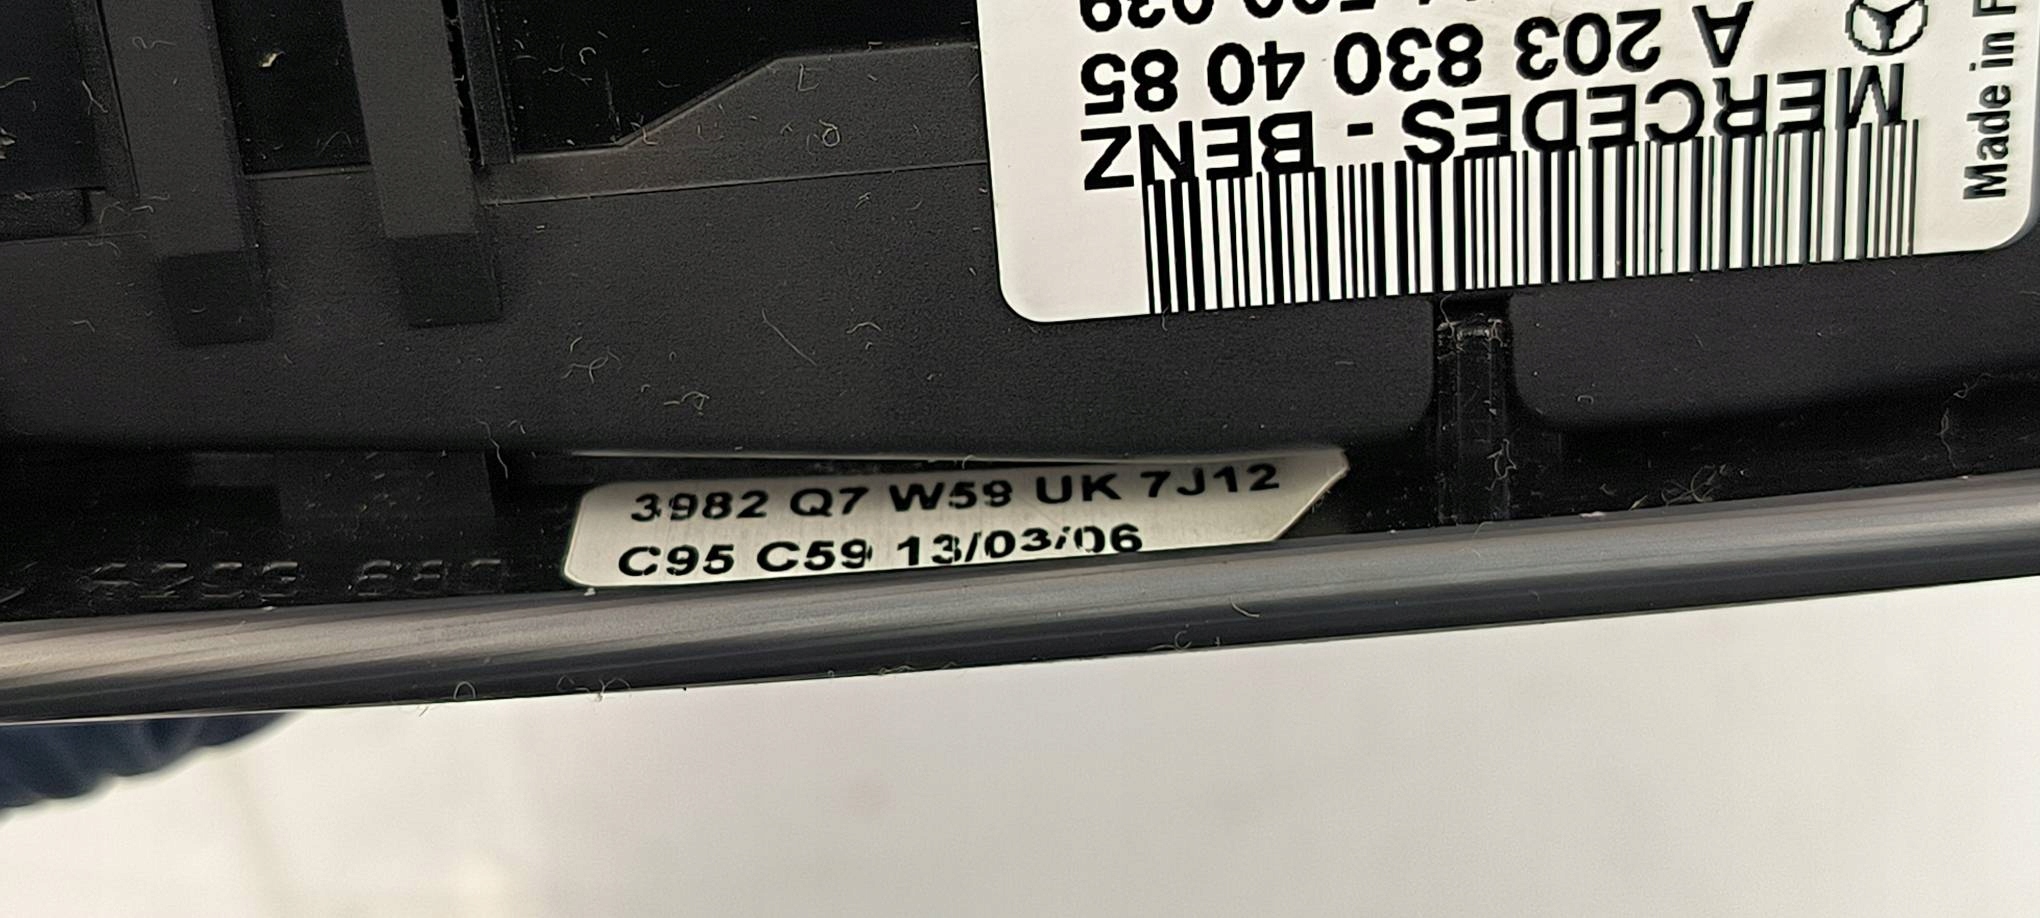 MERCEDES - BENZ
A 203 830 40 85
Made in
3982 Q7 W59 UK 7J12
C95 C59 13/03/06